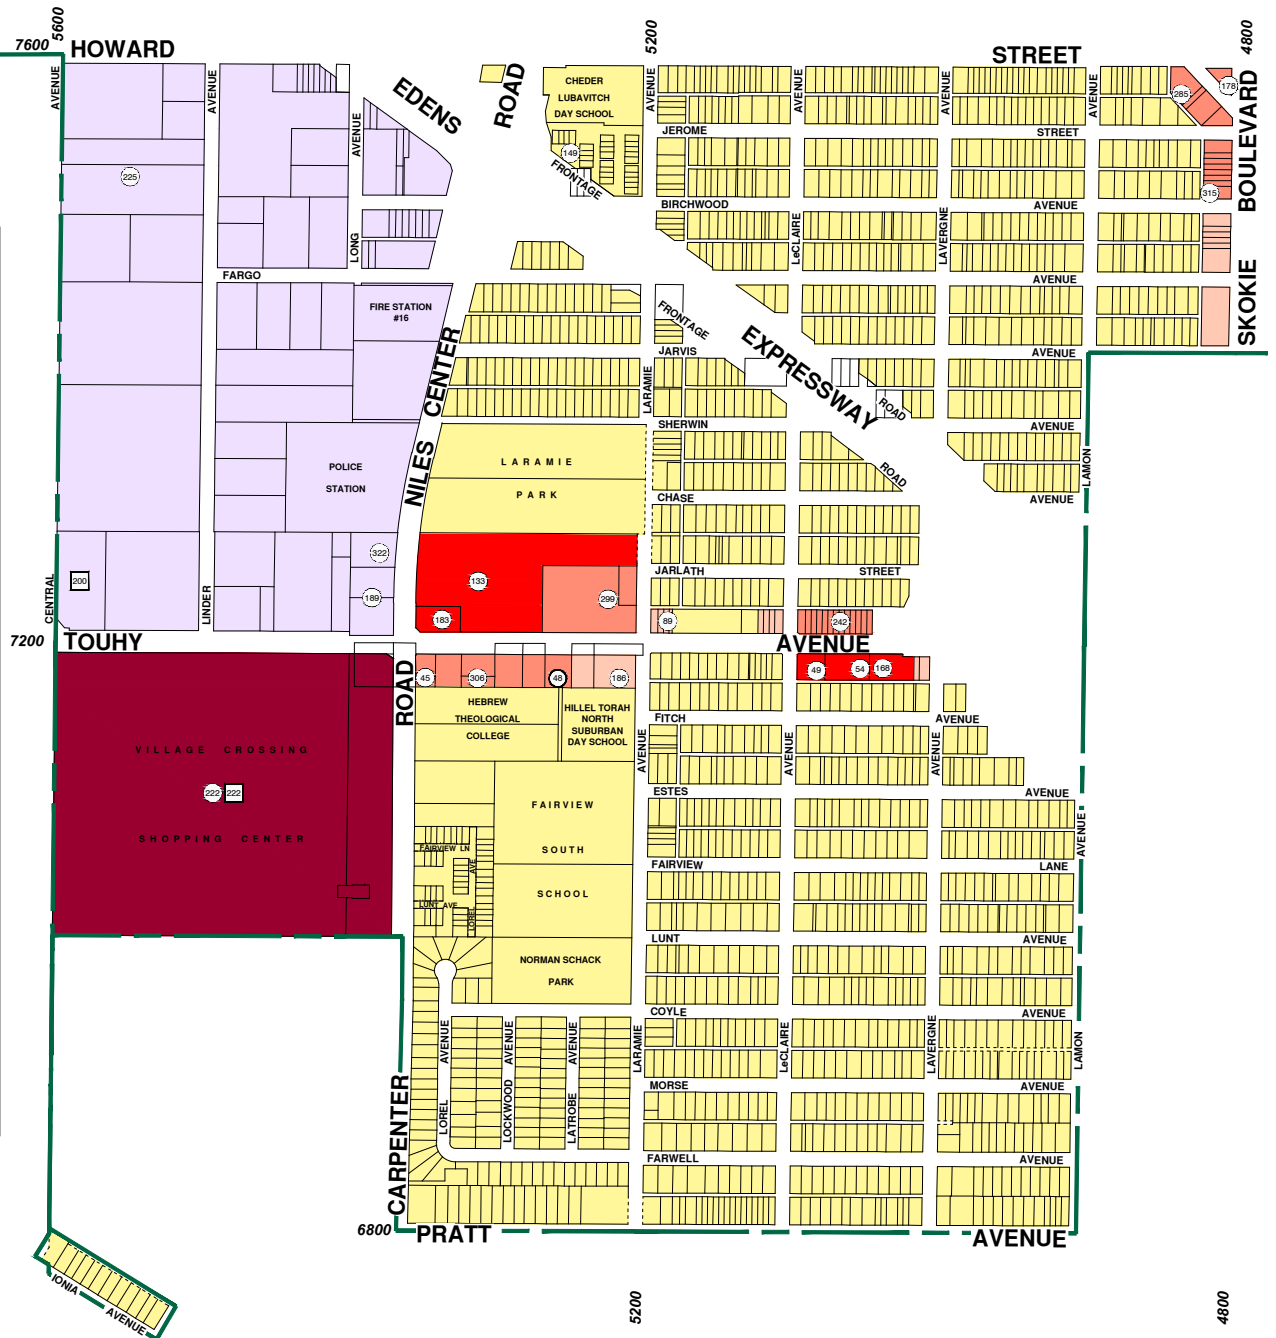 5600
5200
4800
7600
HOWARD
STREET
AVENUE
AVENUE
AVENUE
EDENS
ROAD
CHEDER
LUBAVITCH
DAY SCHOOL
AVENUE
AVENUE
AVENUE
AVENUE
BOULEVARD
178
285
JEROME
STREET
149
FRONTAGE
225
315
BIRCHWOOD
AVENUE
LONG
LeCLAIRE
LAVERGNE
FARGO
AVENUE
SKOKIE
FIRE STATION
#16
FRONTAGE
EXPRESSWAY
NILES CENTER
JARVIS
AVENUE
LARAMIE
ROAD
SHERWIN
AVENUE
LAMON
POLICE
STATION
LARAMIE
PARK
ROAD
CHASE
AVENUE
322
133
JARLATH
STREET
CENTRAL
200
LINDER
189
183
299
89
242
7200
TOUHY
AVENUE
ROAD
45
306
48
186
49
54
168
HEBREW
THEOLOGICAL
COLLEGE
HILLEL TORAH
NORTH
SUBURBAN
DAY SCHOOL
FITCH
AVENUE
AVENUE
AVENUE
AVENUE
VILLAGE CROSSING
222
222
SHOPPING CENTER
ESTES
AVENUE
FAIRVIEW
SOUTH
SCHOOL
AVENUE
FAIRVIEW LN
AVE
FAIRVIEW
LANE
LUNT AVE
LOREL
LUNT
AVENUE
NORMAN SCHACK
PARK
COYLE
AVENUE
AVENUE
AVENUE
AVENUE
LARAMIE
LeCLAIRE
LAVERGNE
LAMON
MORSE
AVENUE
CARPENTER
LOREL
LOCKWOOD
LATROBE
FARWELL
AVENUE
6800
PRATT
AVENUE
IONIA
AVENUE
5200
4800